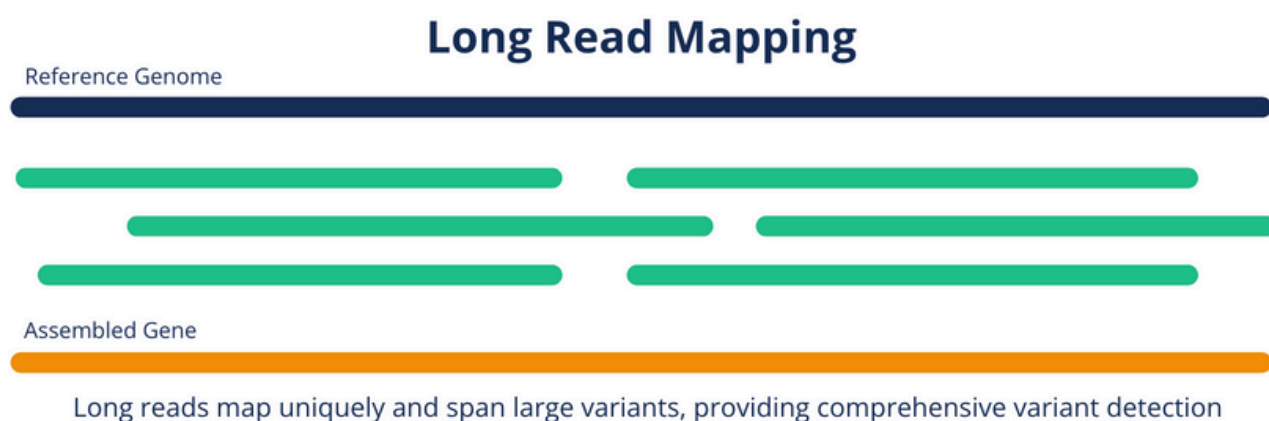 Long Read Mapping
Reference Genome
Assembled Gene
Long reads map uniquely and span large variants, providing comprehensive variant detection